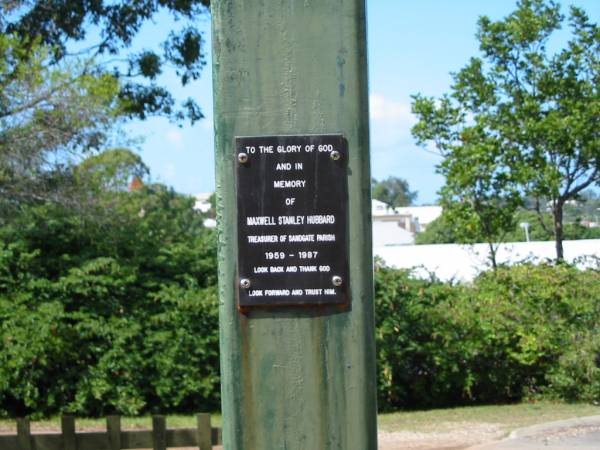 TO THE GLORY OF GOD
AND IN
MEMORY
OF
MAXWELL STANLEY HUBBARD
TREASURER OF SANDGATE PARISH
1959 - 1987
LOOK BACK AND THANK GOD
LOOK FORWARD AND TRUST HIM.